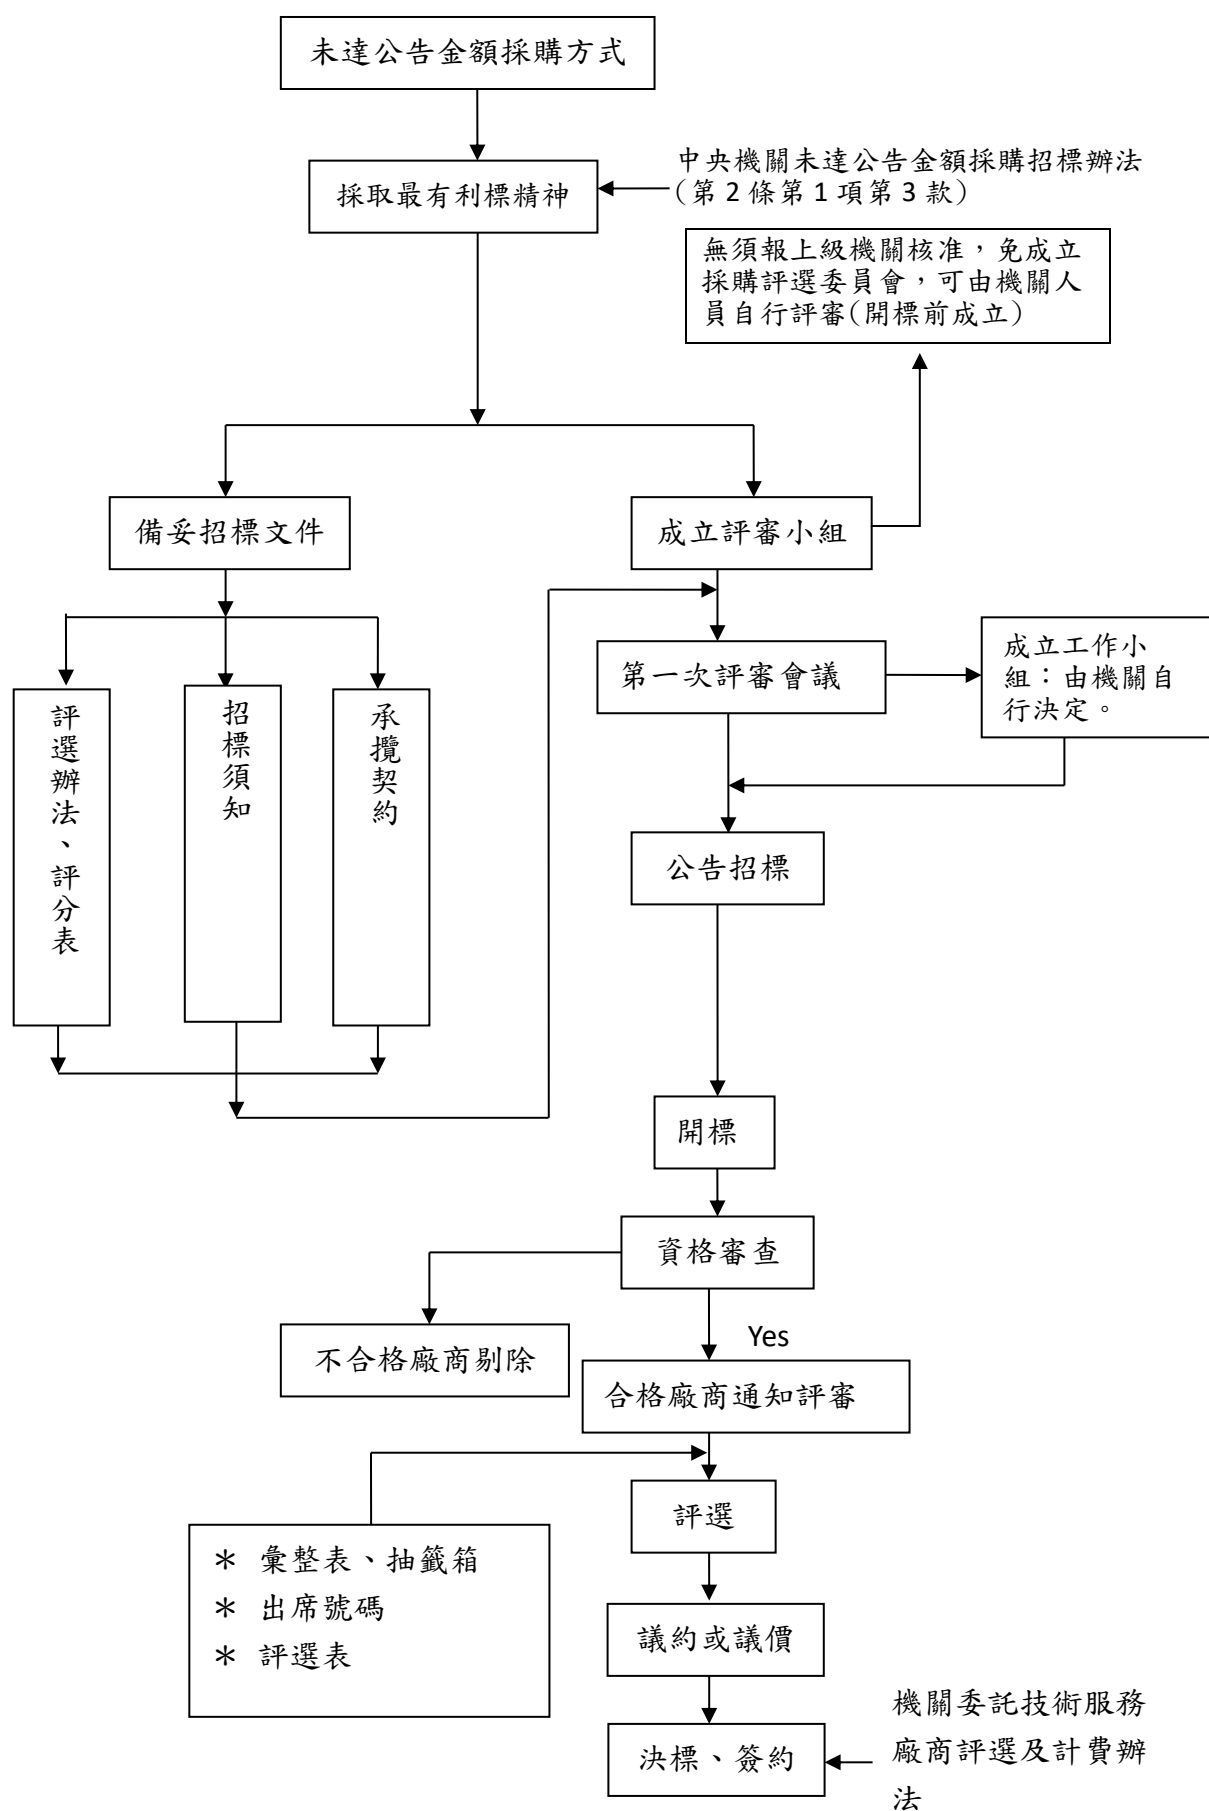 未達公告金額採購方式
採取最有利標精神
中央機關未達公告金額採購招標辦法
(第2條第1項第3款)
無須報上級機關核准，免成立
採購評選委員會，可由機關人
員自行評審(開標前成立)
備妥招標文件
成立評審小組
第一次評審會議
成立工作小
組：由機關自
行決定。
評選辦法、評分表
招標須知
承攬契約
公告招標
開標
資格審查
Yes
不合格廠商剔除
合格廠商通知評審
評選
＊ 彙整表、抽籤箱
＊ 出席號碼
＊ 評選表
議約或議價
決標、簽約
機關委託技術服務
廠商評選及計費辦
法